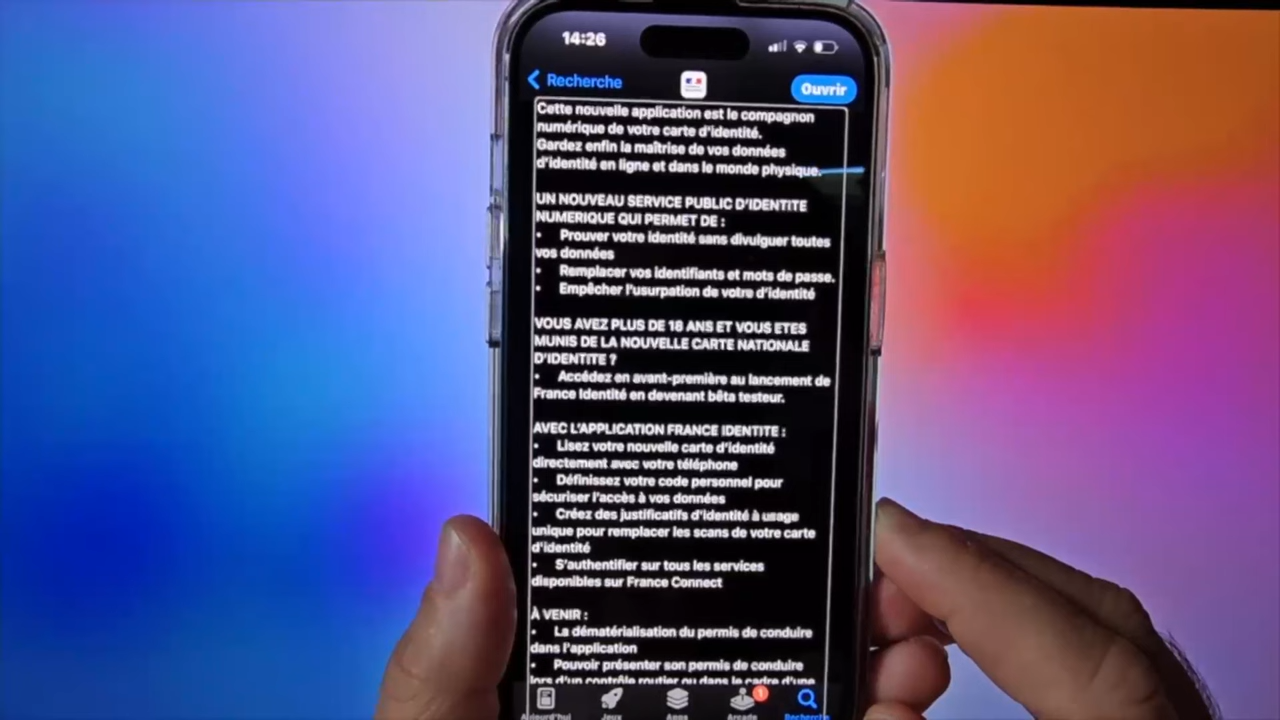 14:26
Recherche
Ouvrir
Cette nouvelle application est le compagnon
numérique de votre carte d'identité.
Gardez enfin la maîtrise de vos données
d'identité en ligne et dans le monde physique.
UN NOUVEAU SERVICE PUBLIC D'IDENTITE
NUMERIQUE QUI PERMET DE :
• Prouver votre identité sans divulguer toutes
vos données
• Remplacer vos identifiants et mots de passe.
• Empêcher l'usurpation de votre d'identité
VOUS AVEZ PLUS DE 18 ANS ET VOUS ETES
MUNIS DE LA NOUVELLE CARTE NATIONALE
D'IDENTITE ?
• Accédez en avant-première au lancement de
France Identité en devenant bêta testeur.
AVEC L'APPLICATION FRANCE IDENTITE :
• Lisez votre nouvelle carte d'identité
directement avec votre téléphone
• Définissez votre code personnel pour
sécuriser l'accès à vos données
• Créez des justificatifs d'identité à usage
unique pour remplacer les scans de votre carte
d'identité
• S'authentifier sur tous les services
disponibles sur France Connect
À VENIR :
• La dématérialisation du permis de conduire
dans l'application
• Pouvoir présenter son permis de conduire
lors d'un contrôle routier ou dans le cadre d'une
1
Aujourd'hui Jeux Apps Arcade Recherche